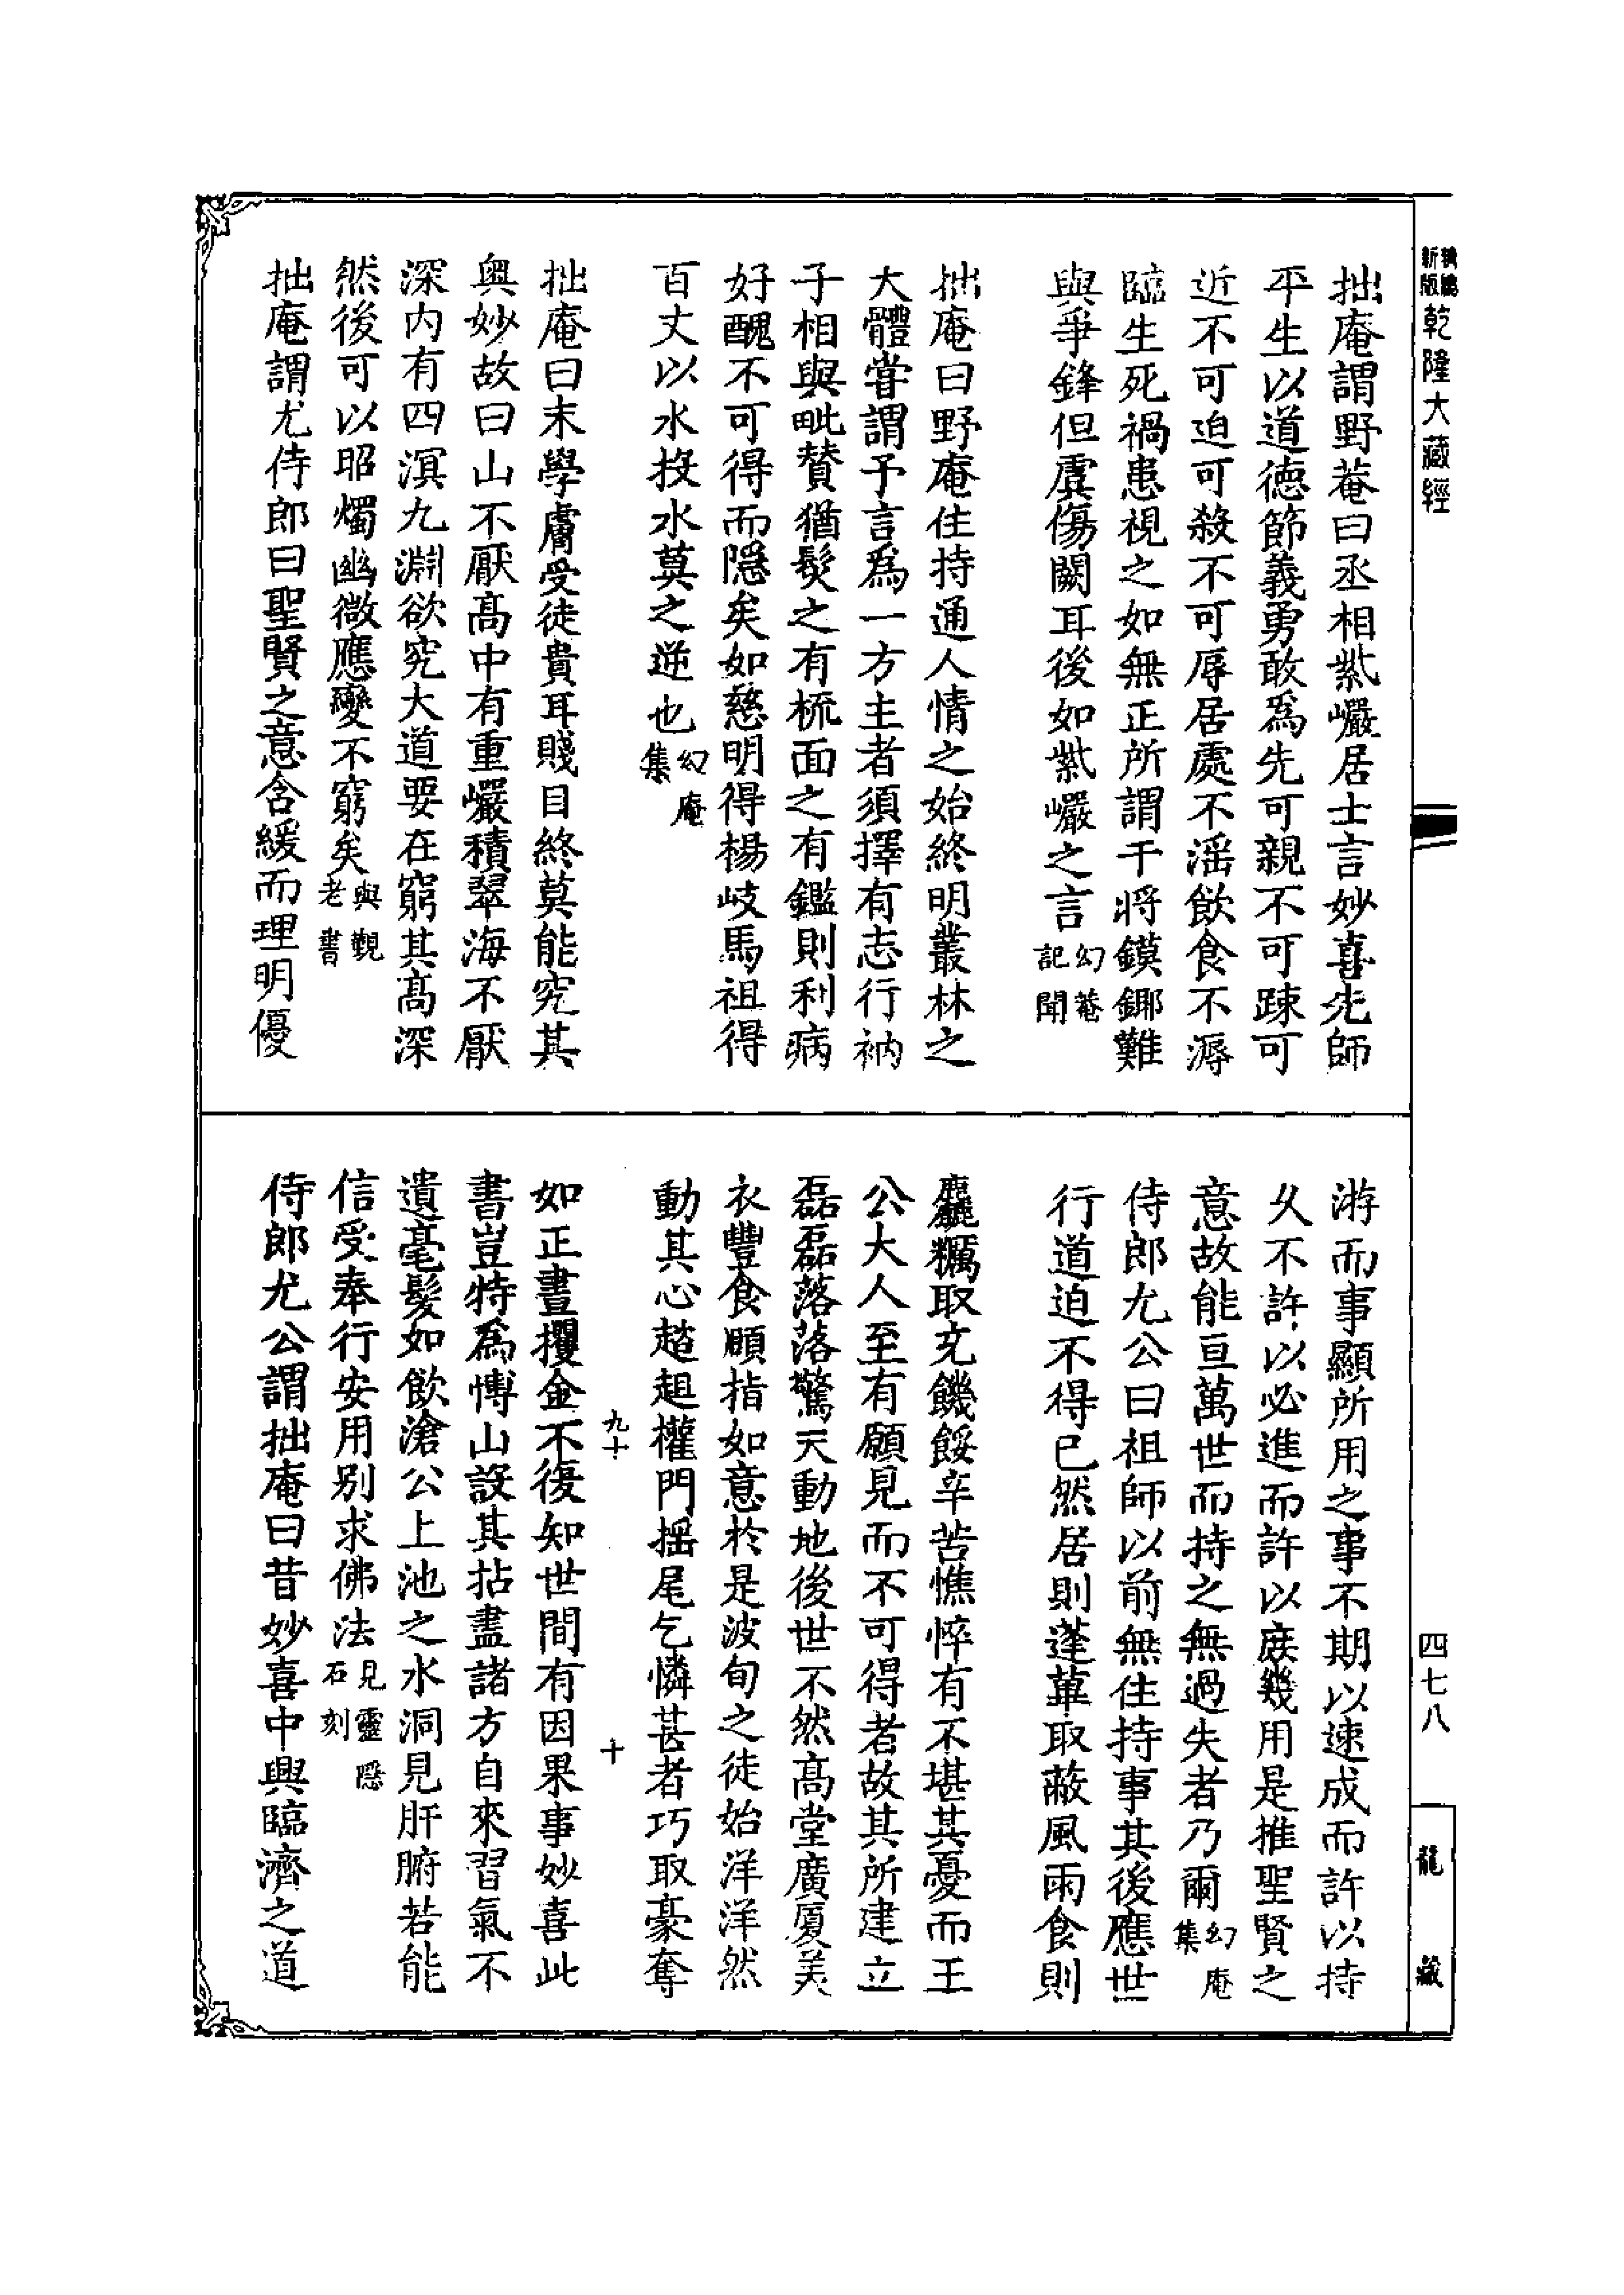 新編縮版
乾隆大藏經
拙庵謂野菴曰丞相紫巖居士言妙喜先師
平生以道德節義勇敢為先可親不可踈可
近不可迫可殺不可辱居處不滛飲食不溽
臨生死禍患視之如無正所謂干將鏌鋣難
與爭鋒但虞傷闕耳後如紫巖之言幻菴記聞
拙庵曰野庵住持通人情之始終明叢林之
大體甞謂予言為一方主者須擇有志行衲
子相與毗贊猶髮之有梳面之有鑑則利病
好醜不可得而隱矣如慈明得楊岐馬祖得
百丈以水投水莫之逆也幻庵集
拙庵曰末學膚受徒貴耳賤目終莫能究其
奥妙故曰山不厭高中有重巖積翠海不厭
深内有四溟九淵欲究大道要在窮其高深
然後可以昭燭幽微應變不窮矣與觀老書
拙庵謂尤侍郎曰聖賢之意含緩而理明優
游而事顯所用之事不期以速成而許以持
久不許以必進而許以庶幾用是推聖賢之
意故能亘萬世而持之無過失者乃爾幻庵集
侍郎尤公曰祖師以前無住持事其後應世
行道迫不得已然居則蓬蓽取蔽風雨食則
麤糲取充饑餒辛苦憔悴有不堪其憂而王
公大人至有願見而不可得者故其所建立
磊磊落落驚天動地後世不然高堂廣厦美
衣豐食頤指如意於是波旬之徒始洋洋然
動其心趑趄權門搖尾乞憐甚者巧取豪奪
九十
十
如正晝攫金不復知世間有因果事妙喜此
書豈特為博山設其拈盡諸方自來習氣不
遺毫髮如飲滄公上池之水洞見肝腑若能
信受奉行安用别求佛法見靈隱石刻
侍郎尤公謂拙庵曰昔妙喜中興臨濟之道
四七八
龍藏